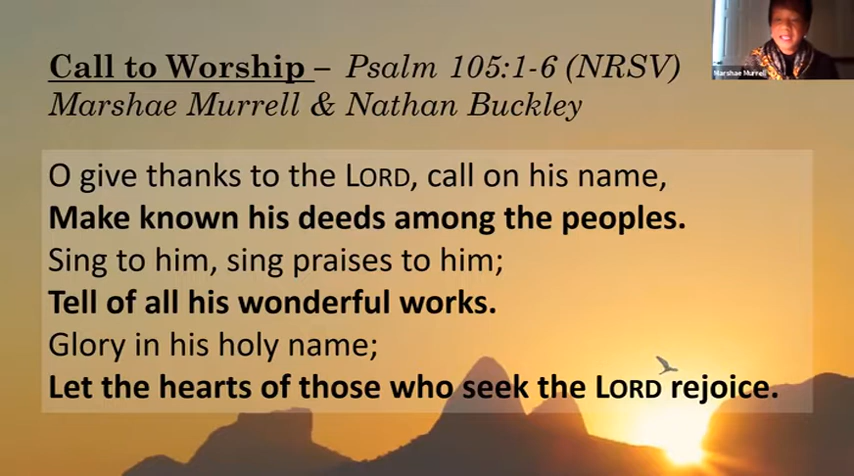 Call to Worship – Psalm 105:1-6 (NRSV)
Marshae Murrell & Nathan Buckley
Marshae Murrell
O give thanks to the LORD, call on his name,
Make known his deeds among the peoples.
Sing to him, sing praises to him;
Tell of all his wonderful works.
Glory in his holy name;
Let the hearts of those who seek the LORD rejoice.